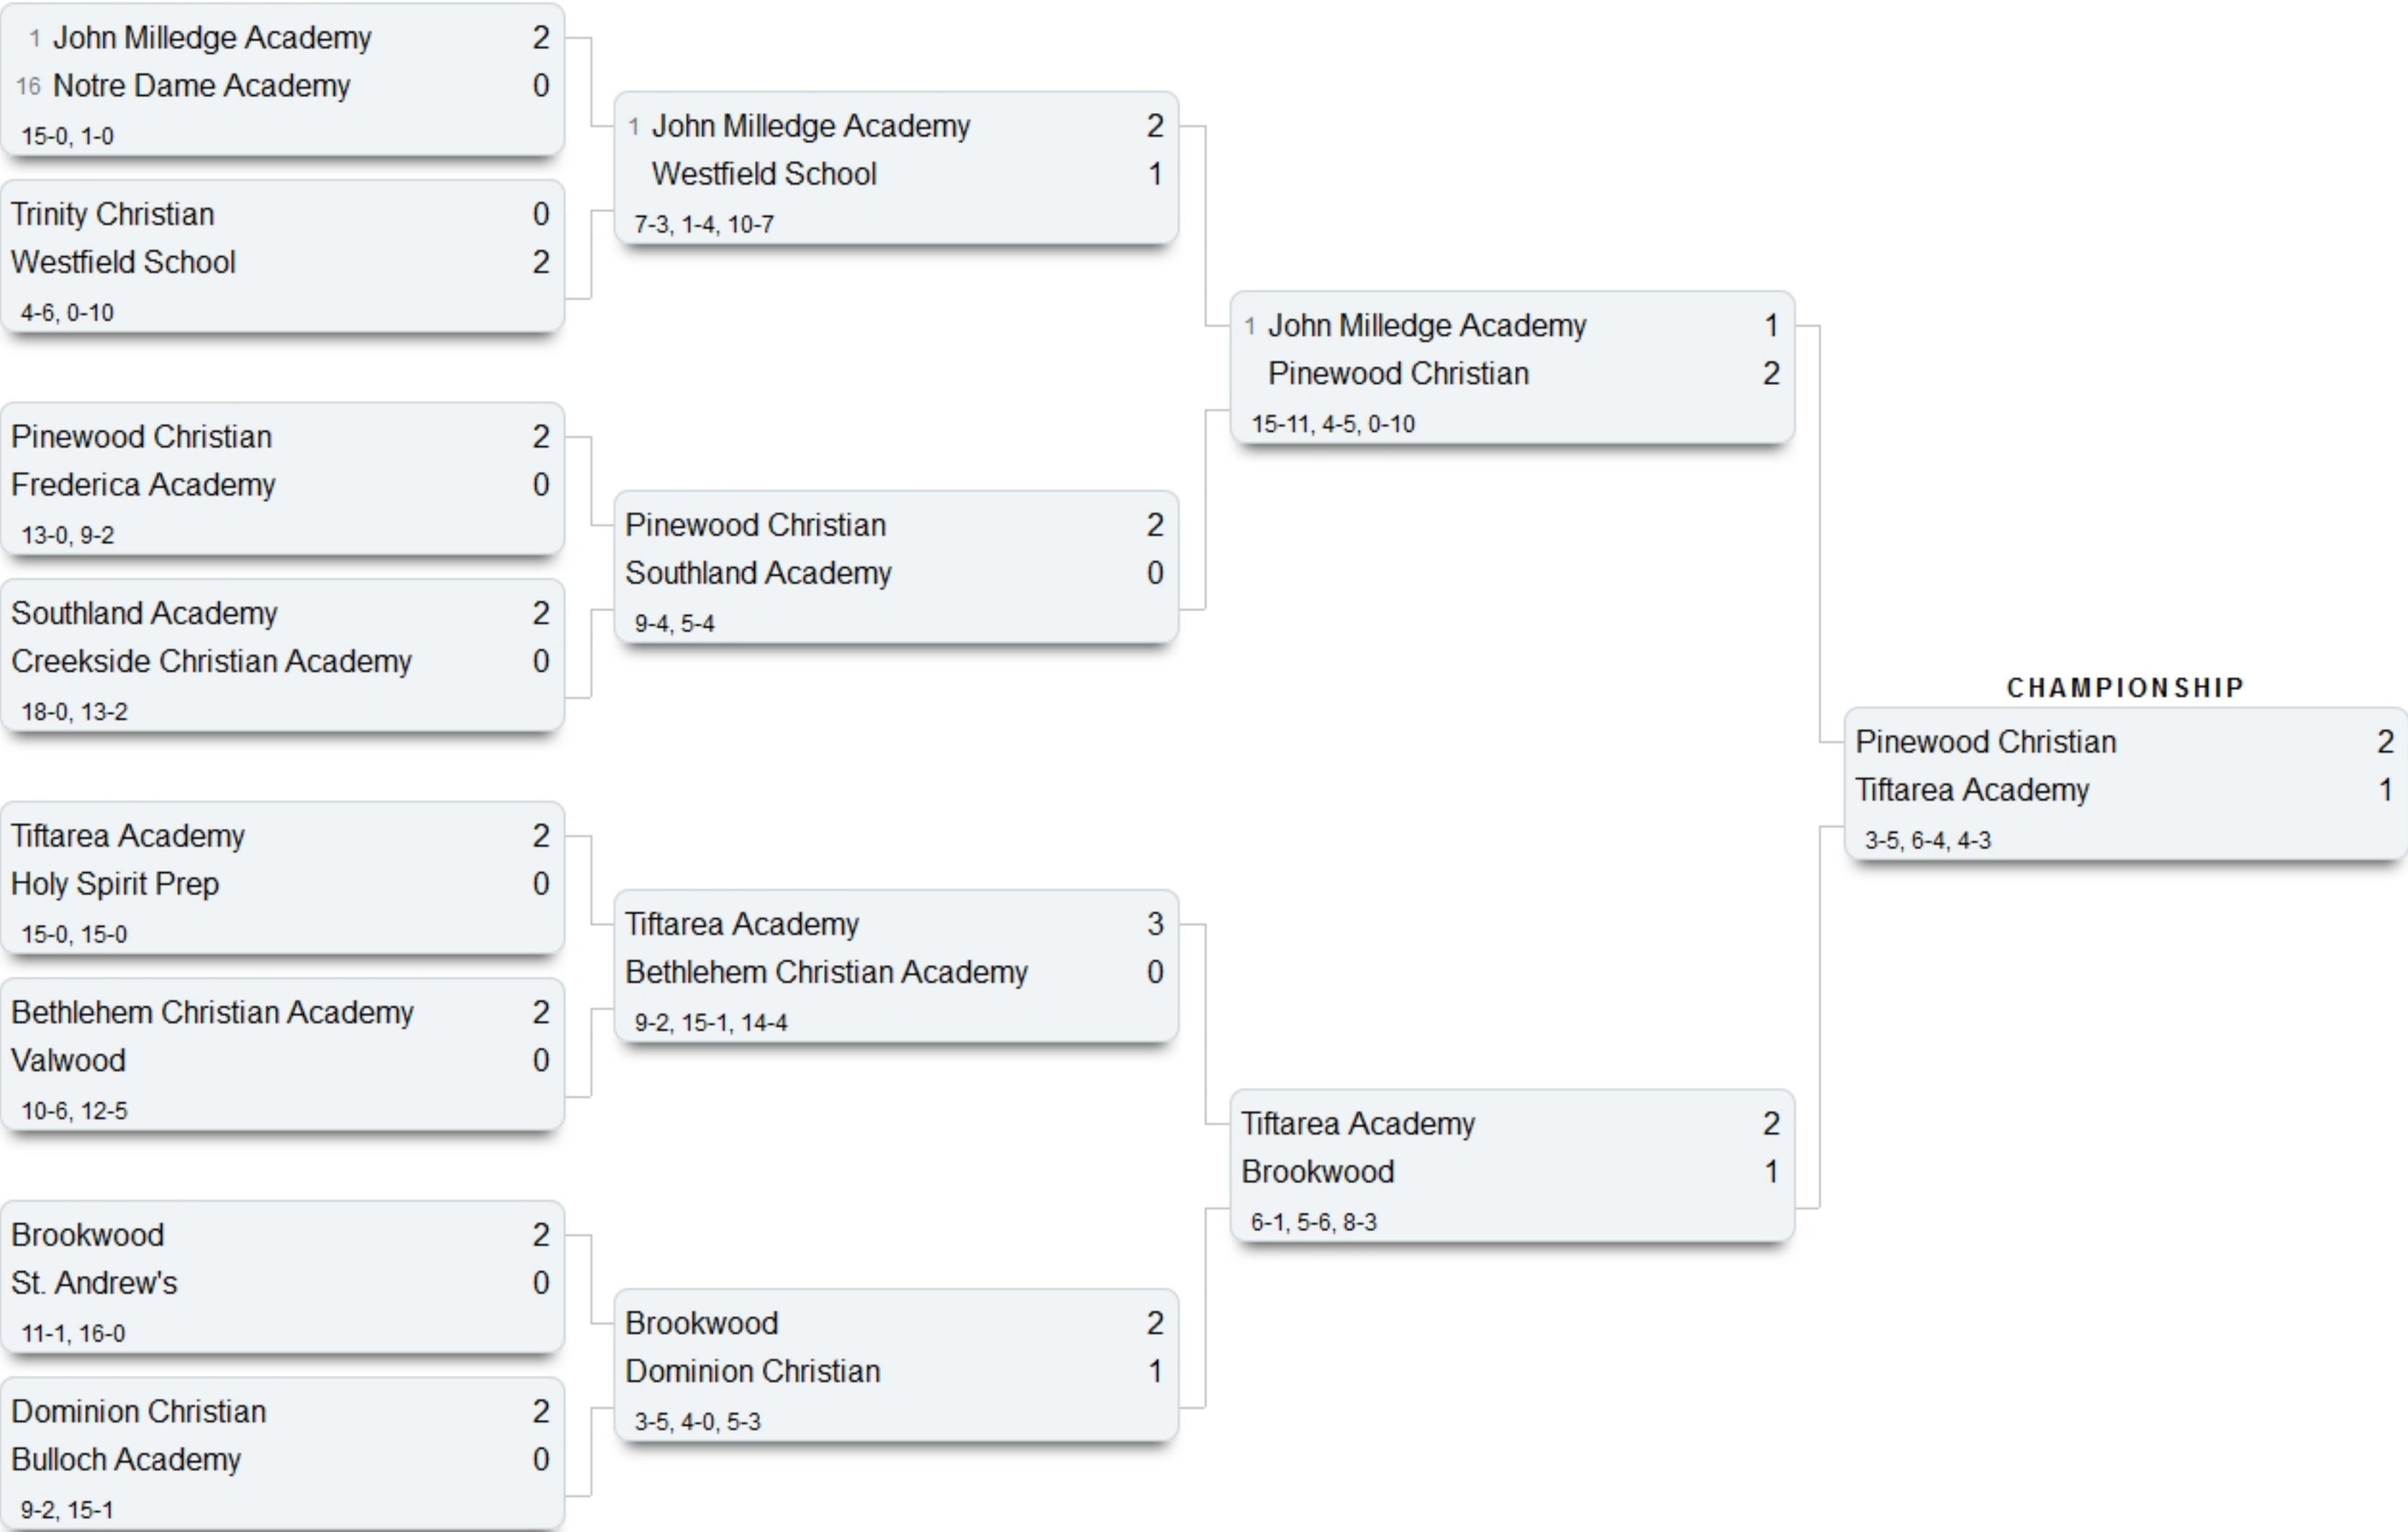 1 John Milledge Academy 2
16 Notre Dame Academy 0
15-0, 1-0
Trinity Christian 0
Westfield School 2
4-6, 0-10
Pinewood Christian 2
Frederica Academy 0
13-0, 9-2
Southland Academy 2
Creekside Christian Academy 0
18-0, 13-2
Tiftarea Academy 2
Holy Spirit Prep 0
15-0, 15-0
Bethlehem Christian Academy 2
Valwood 0
10-6, 12-5
Brookwood 2
St. Andrew's 0
11-1, 16-0
Dominion Christian 2
Bulloch Academy 0
9-2, 15-1
1 John Milledge Academy 2
Westfield School 1
7-3, 1-4, 10-7
Pinewood Christian 2
Southland Academy 0
9-4, 5-4
Tiftarea Academy 3
Bethlehem Christian Academy 0
9-2, 15-1, 14-4
Brookwood 2
Dominion Christian 1
3-5, 4-0, 5-3
1 John Milledge Academy 1
Pinewood Christian 2
15-11, 4-5, 0-10
Tiftarea Academy 2
Brookwood 1
6-1, 5-6, 8-3
CHAMPIONSHIP
Pinewood Christian 2
Tiftarea Academy 1
3-5, 6-4, 4-3